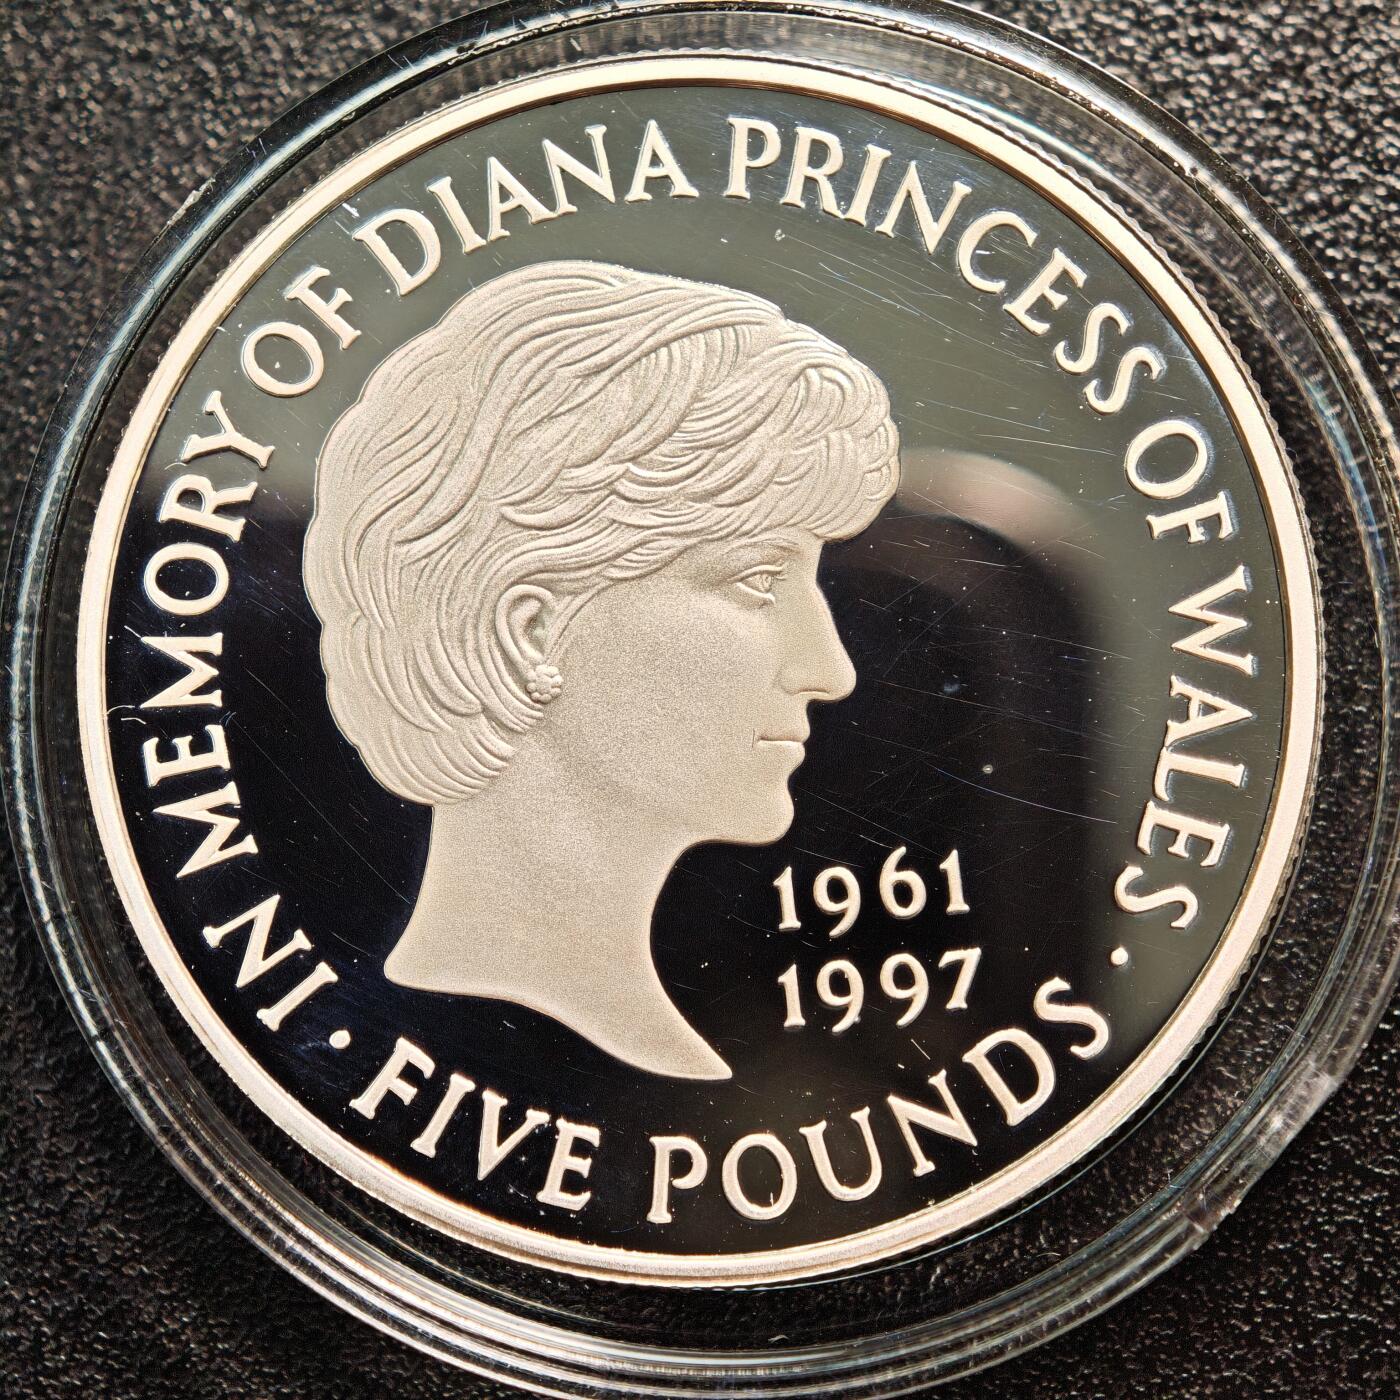 IN MEMORY OF DIANA PRINCESS OF WALES ·
1961
1997
FIVE POUNDS ·